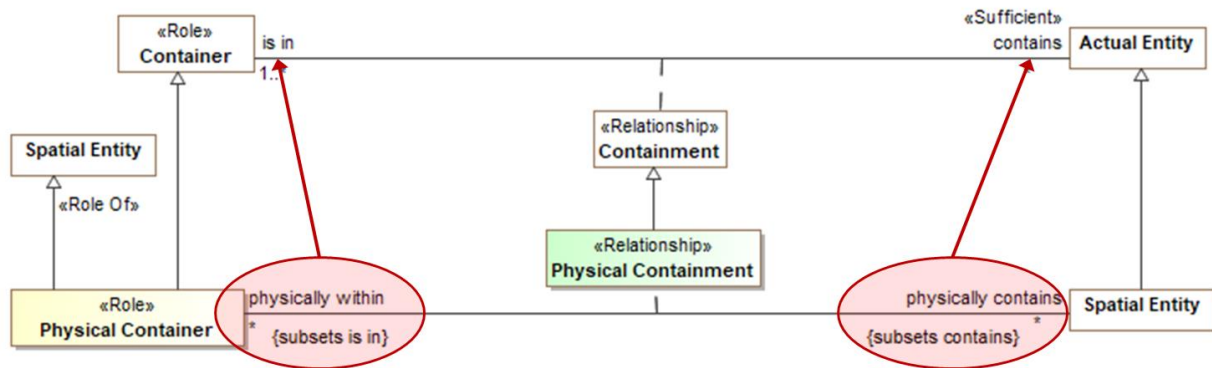 «Role»
Container
is in
1..*
«Sufficient»
contains
Actual Entity
«Relationship»
Containment
Spatial Entity
«Role Of»
«Relationship»
Physical Containment
«Role»
Physical Container
physically within
*
{subsets is in}
physically contains
*
{subsets contains}
Spatial Entity